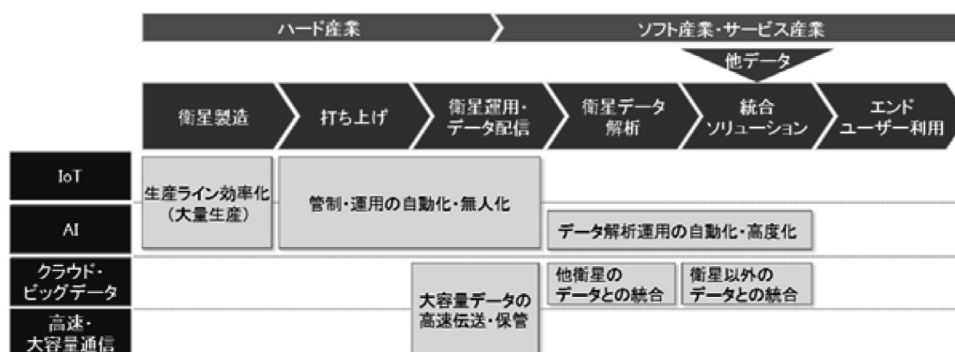 ハード産業
ソフト産業・サービス産業
他データ
衛星製造
打ち上げ
衛星運用・
データ配信
衛星データ
解析
統合
ソリューション
エンド
ユーザー利用
IoT
生産ライン効率化
(大量生産)
管制・運用の自動化・無人化
AI
データ解析運用の自動化・高度化
クラウド・
ビッグデータ
大容量データの
高速伝送・保管
他衛星の
データとの統合
衛星以外の
データとの統合
高速・
大容量通信